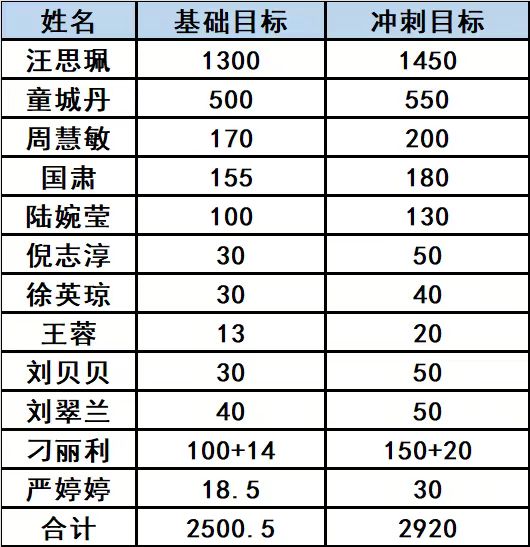 姓名 基础目标 冲刺目标
汪思珮 1300 1450
童城丹 500 550
周慧敏 170 200
国肃 155 180
陆婉莹 100 130
倪志淳 30 50
徐英琼 30 40
王蓉 13 20
刘贝贝 30 50
刘翠兰 40 50
刁丽利 100+14 150+20
严婷婷 18.5 30
合计 2500.5 2920